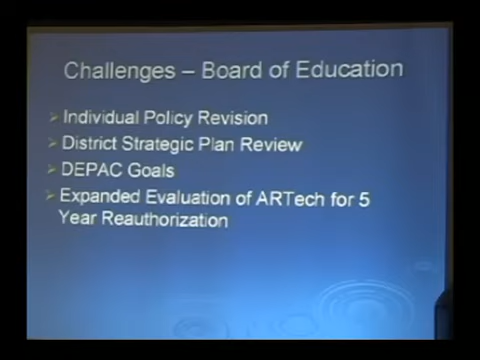 Challenges – Board of Education
Individual Policy Revision
District Strategic Plan Review
DEPAC Goals
Expanded Evaluation of ARTech for 5
Year Reauthorization